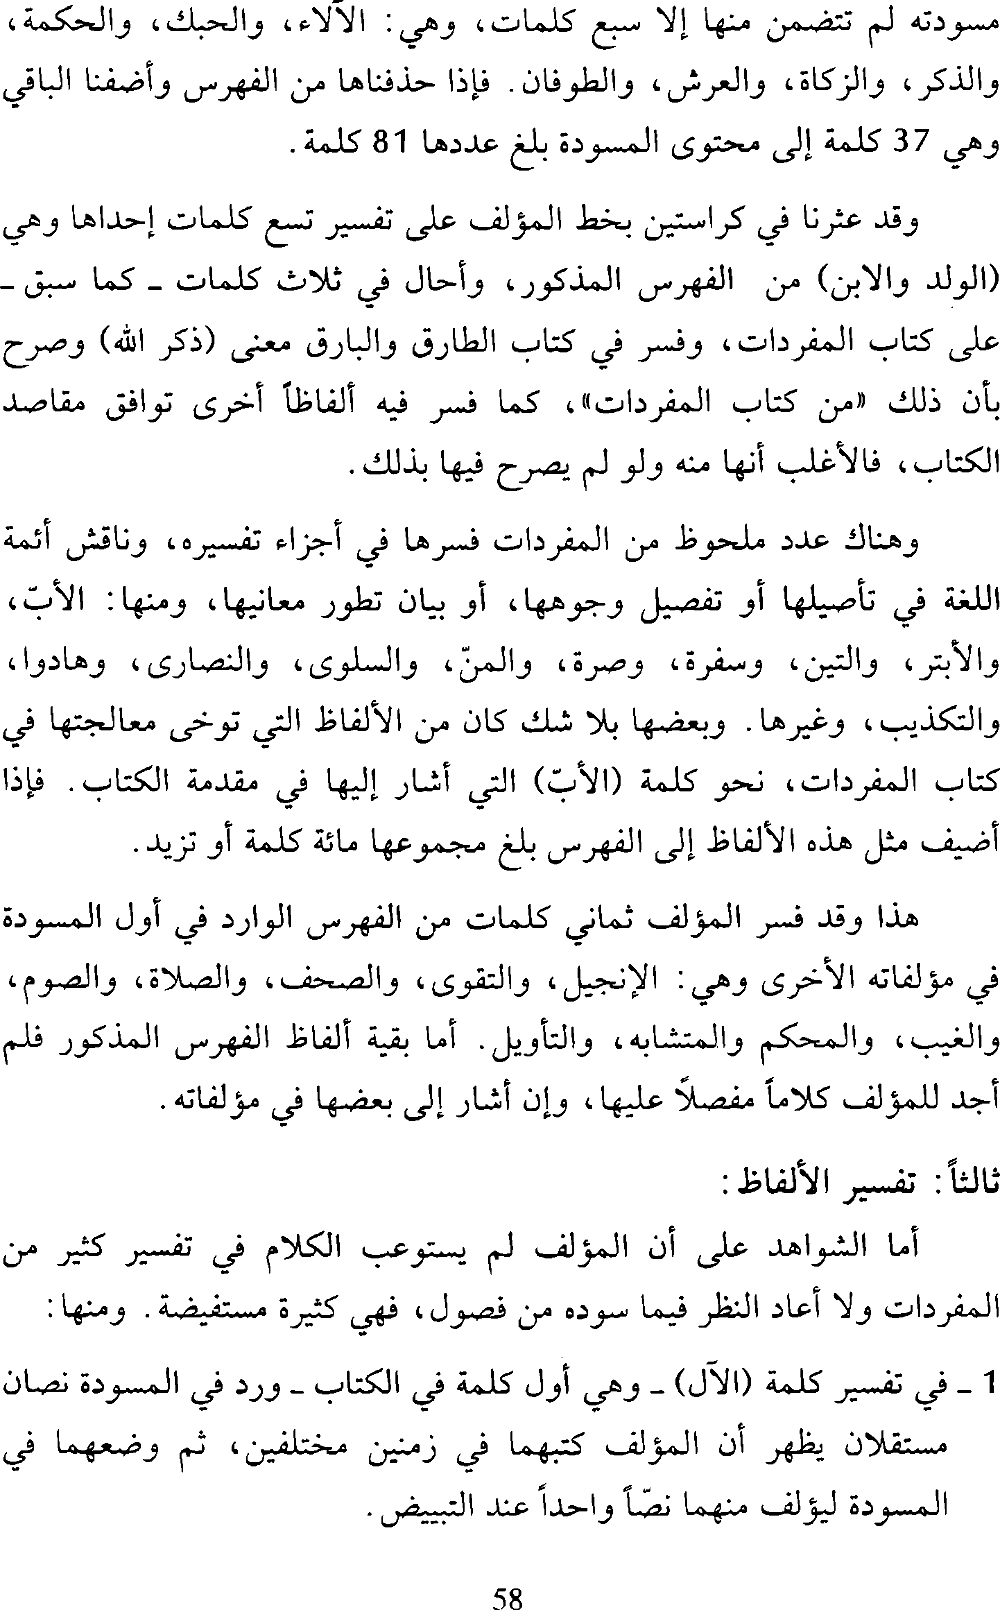 مسودته لم تتضمن منها إلا سبع كلمات، وهي: الآلاء، والحبك، والحكمة،
والذكر، والزكاة، والعرش، والطوفان. فإذا حذفناها من الفهرس وأضفنا الباقي
وهي 37 كلمة إلى محتوى المسودة بلغ عددها 81 كلمة.
وقد عثرنا في كراستين بخط المؤلف على تفسير تسع كلمات إحداها وهي
(الولد والابن) من الفهرس المذكور، وأحال في ثلاث كلمات ـ كما سبق ـ
على كتاب المفردات، وفسر في كتاب الطارق والبارق معنى (ذكر الله) وصرح
بأن ذلك «من كتاب المفردات»، كما فسر فيه ألفاظاً أخرى توافق مقاصد
الكتاب، فالأغلب أنها منه ولو لم يصرح فيها بذلك.
وهناك عدد ملحوظ من المفردات فسرها في أجزاء تفسيره، وناقش أئمة
اللغة في تأصيلها أو تفصيل وجوهها، أو بيان تطور معانيها، ومنها: الأبّ،
والأبتر، والتين، وسفرة، وصرة، والمنّ، والسلوى، والنصارى، وهادوا،
والتكذيب، وغيرها. وبعضها بلا شك كان من الألفاظ التي توخى معالجتها في
كتاب المفردات، نحو كلمة (الأبّ) التي أشار إليها في مقدمة الكتاب. فإذا
أضيف مثل هذه الألفاظ إلى الفهرس بلغ مجموعها مائة كلمة أو تزيد.
هذا وقد فسر المؤلف ثماني كلمات من الفهرس الوارد في أول المسودة
في مؤلفاته الأخرى وهي: الإنجيل، والتقوى، والصحف، والصلاة، والصوم،
والغيب، والمحكم والمتشابه، والتأويل. أما بقية ألفاظ الفهرس المذكور فلم
أجد للمؤلف كلاماً مفصلاً عليها، وإن أشار إلى بعضها في مؤلفاته.
ثالثاً: تفسير الألفاظ:
أما الشواهد على أن المؤلف لم يستوعب الكلام في تفسير كثير من
المفردات ولا أعاد النظر فيما سوده من فصول، فهي كثيرة مستفيضة. ومنها:
1 ـ في تفسير كلمة (الآل) ـ وهي أول كلمة في الكتاب ـ ورد في المسودة نصان
مستقلان يظهر أن المؤلف كتبهما في زمنين مختلفين، ثم وضعهما في
المسودة ليؤلف منهما نصّاً واحداً عند التبييض.
58